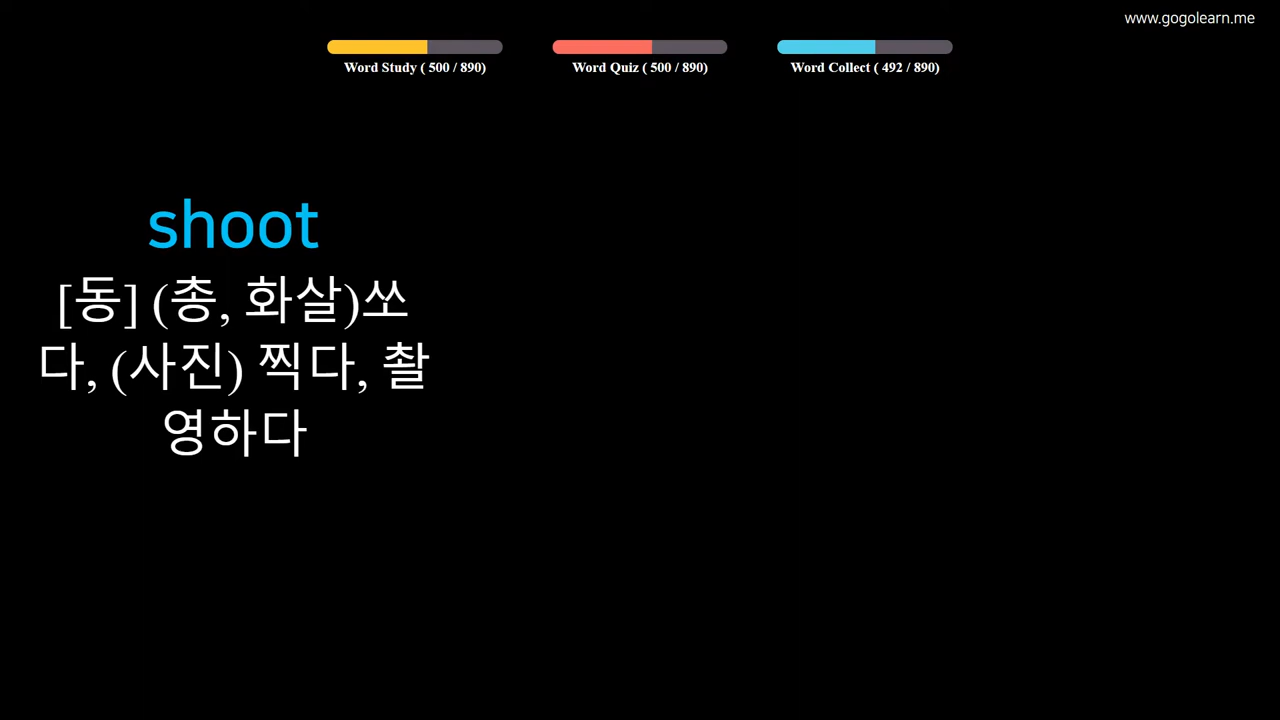 www.gogolearn.me
Word Study ( 500 / 890)
Word Quiz ( 500 / 890)
Word Collect ( 492 / 890)
shoot
[동] (총, 화살)쏘
다, (사진) 찍다, 촬
영하다